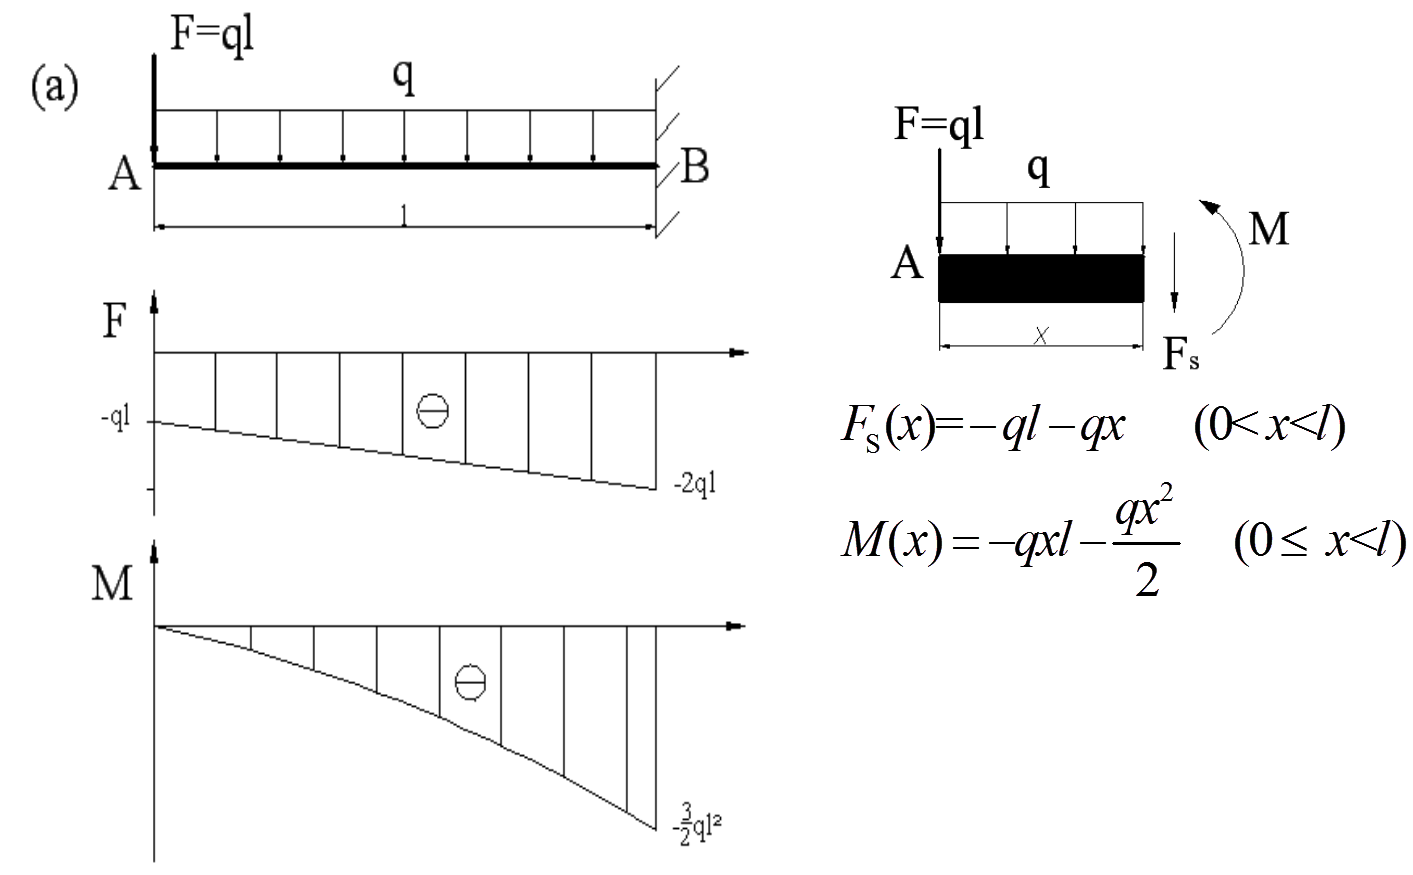 F=ql
(a)
q
A
B
l
F
-ql
-2ql
M
-3/2ql²
F=ql
q
A
M
x
Fs
Fs(x)=-ql-qx (0<x<l)
M(x)=-qxl-qx²/2 (0≤ x<l)